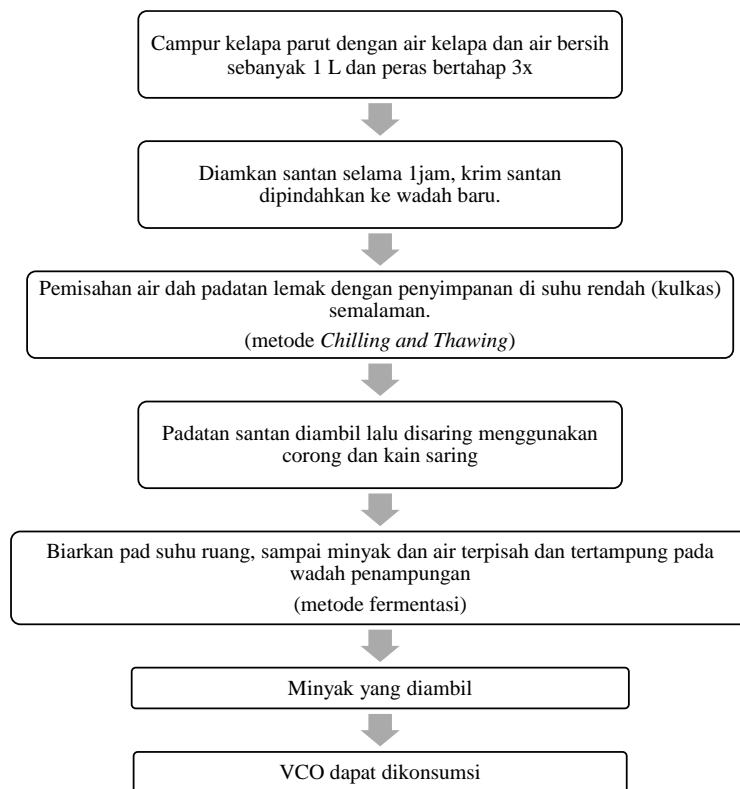 Campur kelapa parut dengan air kelapa dan air bersih
sebanyak 1 L dan peras bertahap 3x
Diamkan santan selama 1jam, krim santan
dipindahkan ke wadah baru.
Pemisahan air dah padatan lemak dengan penyimpanan di suhu rendah (kulkas)
semalaman.
(metode Chilling and Thawing)
Padatan santan diambil lalu disaring menggunakan
corong dan kain saring
Biarkan pad suhu ruang, sampai minyak dan air terpisah dan tertampung pada
wadah penampungan
(metode fermentasi)
Minyak yang diambil
VCO dapat dikonsumsi